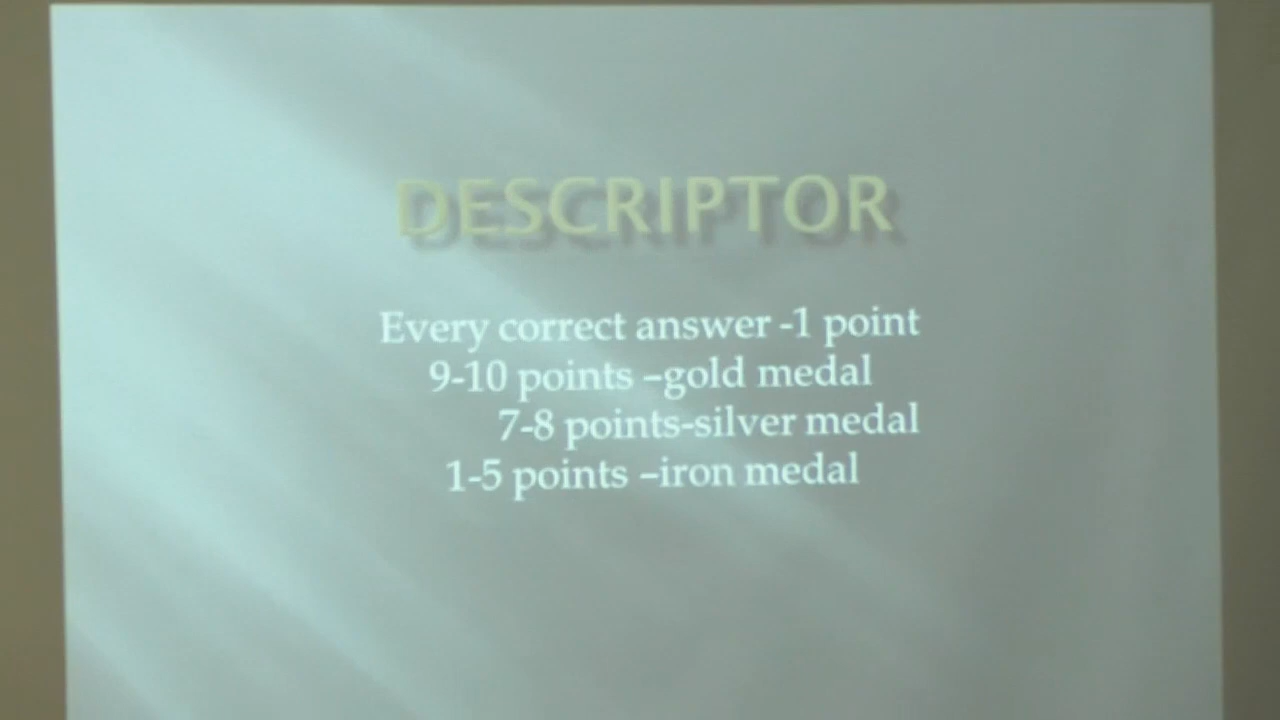 DESCRIPTOR
Every correct answer -1 point
9-10 points –gold medal
7-8 points-silver medal
1-5 points –iron medal